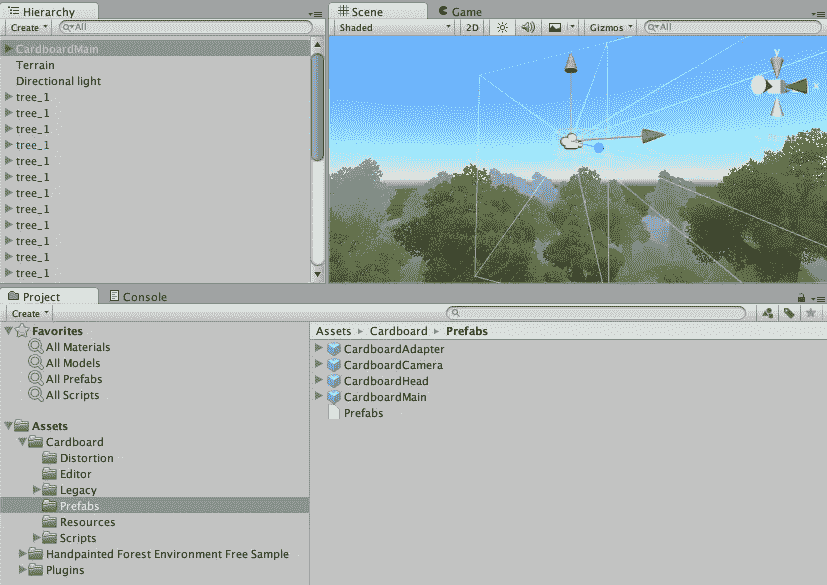 Hierarchy
Create All
CardboardMain
Terrain
Directional light
tree_1
tree_1
tree_1
tree_1
tree_1
tree_1
tree_1
tree_1
tree_1
tree_1
tree_1
tree_1
Scene Game
Shaded 2D Gizmos All
y
x
Project Console
Create
Favorites
All Materials
All Models
All Prefabs
All Scripts
Assets
Cardboard
Distortion
Editor
Legacy
Prefabs
Resources
Scripts
Handpainted Forest Environment Free Sample
Plugins
Assets Cardboard Prefabs
CardboardAdapter
CardboardCamera
CardboardHead
CardboardMain
Prefabs